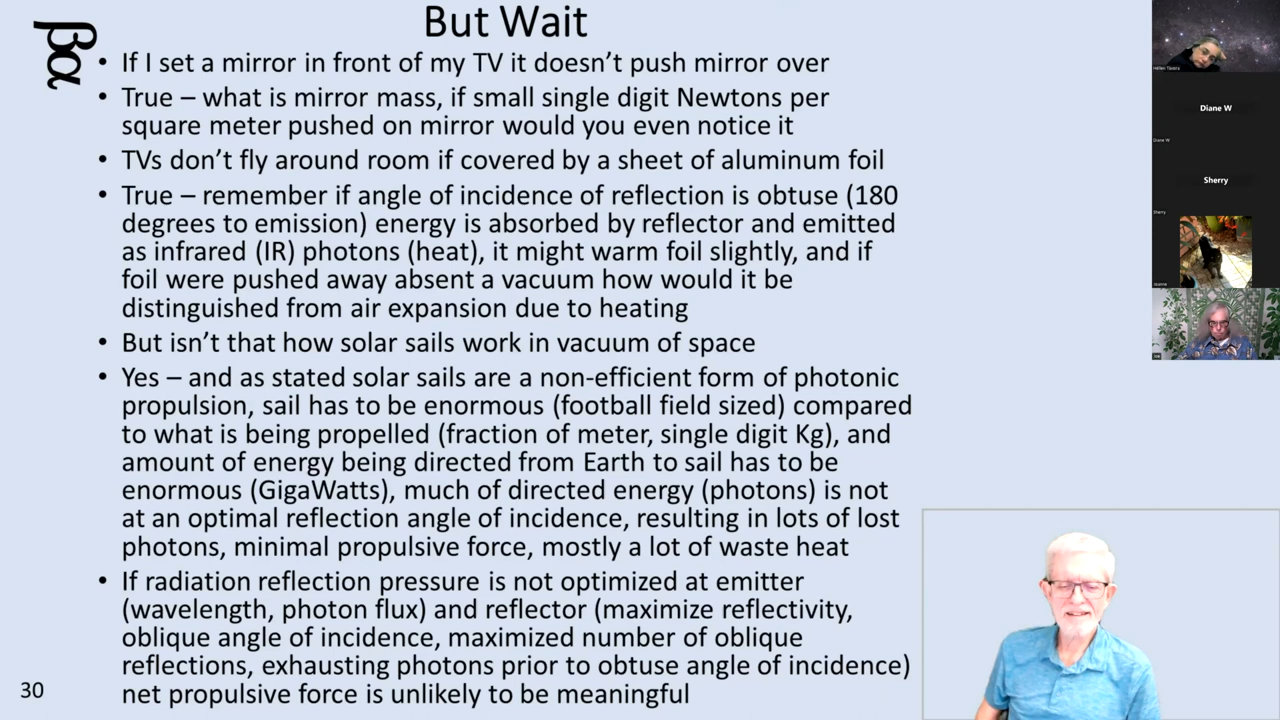 But Wait
βα
• If I set a mirror in front of my TV it doesn't push mirror over
• True – what is mirror mass, if small single digit Newtons per
square meter pushed on mirror would you even notice it
• TVs don't fly around room if covered by a sheet of aluminum foil
• True – remember if angle of incidence of reflection is obtuse (180
degrees to emission) energy is absorbed by reflector and emitted
as infrared (IR) photons (heat), it might warm foil slightly, and if
foil were pushed away absent a vacuum how would it be
distinguished from air expansion due to heating
• But isn't that how solar sails work in vacuum of space
• Yes – and as stated solar sails are a non-efficient form of photonic
propulsion, sail has to be enormous (football field sized) compared
to what is being propelled (fraction of meter, single digit Kg), and
amount of energy being directed from Earth to sail has to be
enormous (GigaWatts), much of directed energy (photons) is not
at an optimal reflection angle of incidence, resulting in lots of lost
photons, minimal propulsive force, mostly a lot of waste heat
• If radiation reflection pressure is not optimized at emitter
(wavelength, photon flux) and reflector (maximize reflectivity,
oblique angle of incidence, maximized number of oblique
reflections, exhausting photons prior to obtuse angle of incidence)
net propulsive force is unlikely to be meaningful
30
Diane W
Diane W
Sherry
Sherry